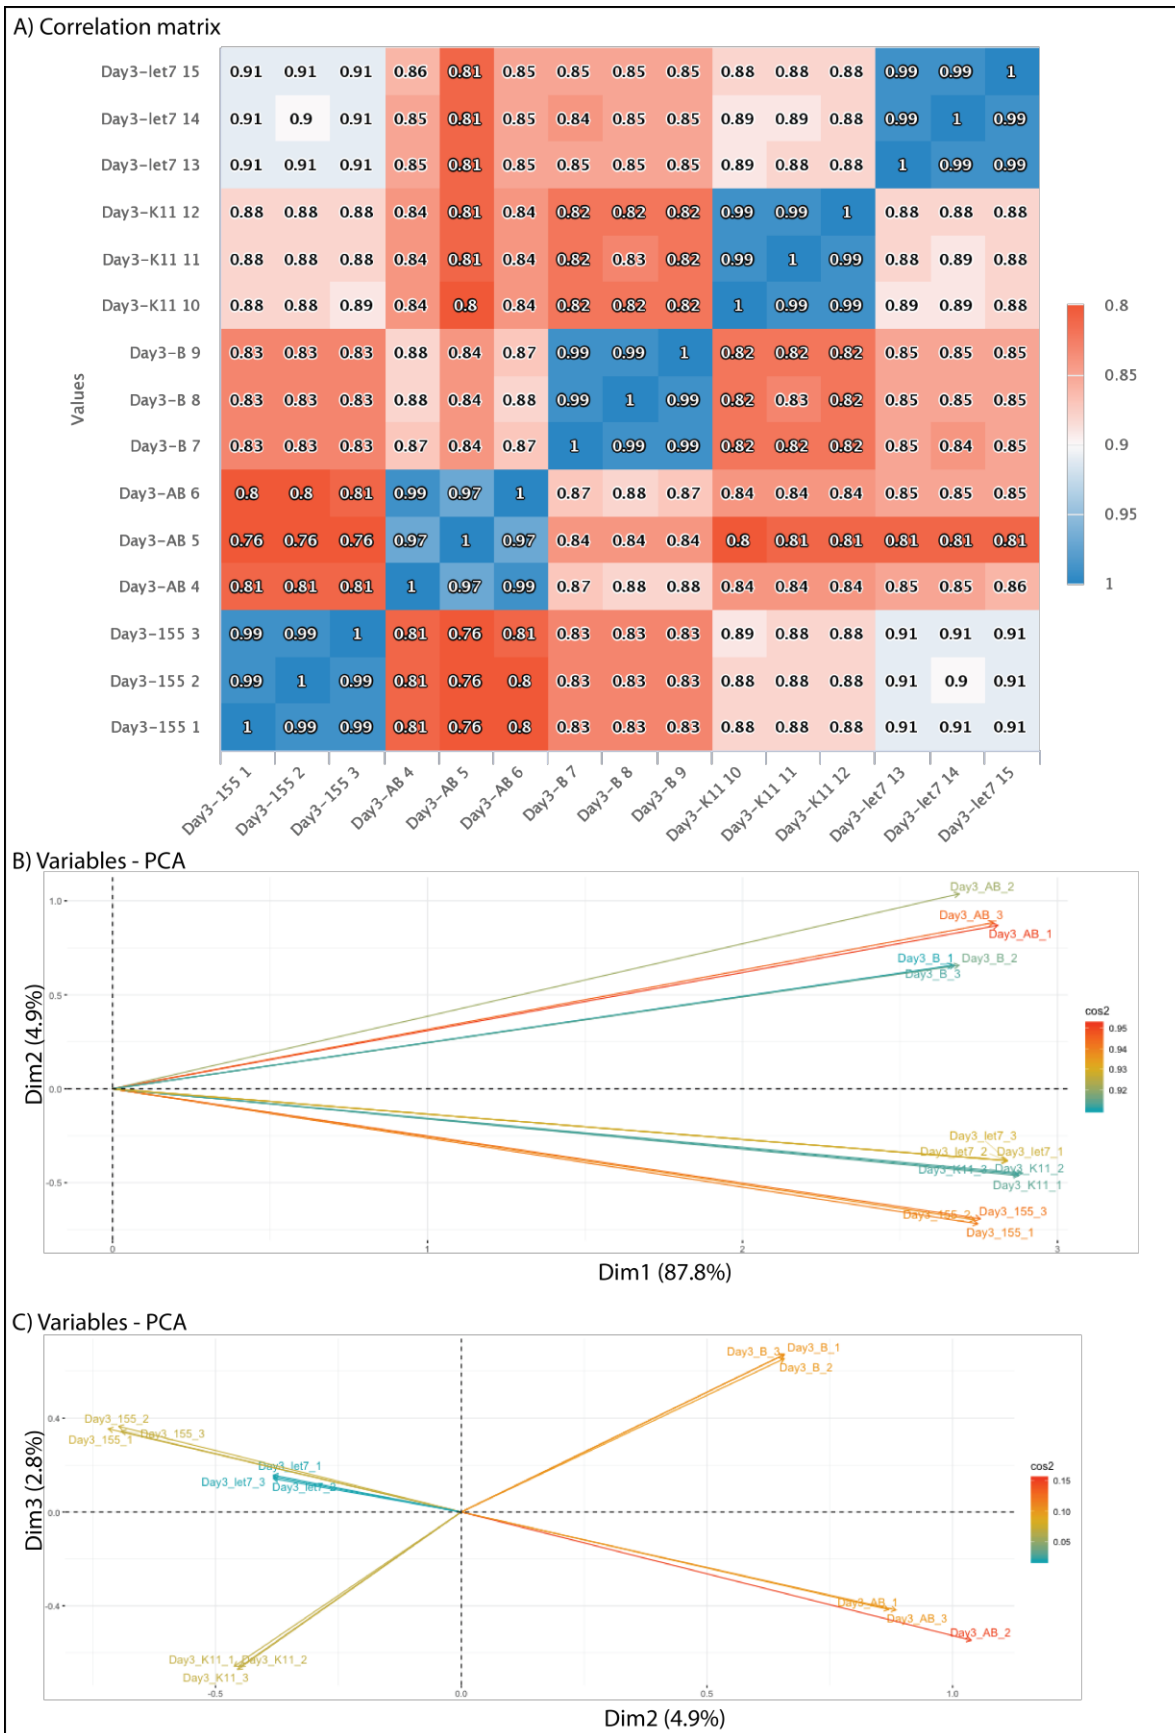 A) Correlation matrix
Values
Day3-let7 15 0.91 0.91 0.91 0.86 0.81 0.85 0.85 0.85 0.85 0.88 0.88 0.88 0.99 0.99 1
Day3-let7 14 0.91 0.9 0.91 0.85 0.81 0.85 0.84 0.85 0.85 0.89 0.89 0.88 0.99 1 0.99
Day3-let7 13 0.91 0.91 0.91 0.85 0.81 0.85 0.85 0.85 0.85 0.89 0.88 0.88 1 0.99 0.99
Day3-K11 12 0.88 0.88 0.88 0.84 0.81 0.84 0.82 0.82 0.82 0.99 0.99 1 0.88 0.88 0.88
Day3-K11 11 0.88 0.88 0.88 0.84 0.81 0.84 0.82 0.83 0.82 0.99 1 0.99 0.88 0.89 0.88
Day3-K11 10 0.88 0.88 0.89 0.84 0.8 0.84 0.82 0.82 0.82 1 0.99 0.99 0.89 0.89 0.88
Day3-B 9 0.83 0.83 0.83 0.88 0.84 0.87 0.99 0.99 1 0.82 0.82 0.82 0.85 0.85 0.85
Day3-B 8 0.83 0.83 0.83 0.88 0.84 0.88 0.99 1 0.99 0.82 0.83 0.82 0.85 0.85 0.85
Day3-B 7 0.83 0.83 0.83 0.87 0.84 0.87 1 0.99 0.99 0.82 0.82 0.82 0.85 0.84 0.85
Day3-AB 6 0.8 0.8 0.81 0.99 0.97 1 0.87 0.88 0.87 0.84 0.84 0.84 0.85 0.85 0.85
Day3-AB 5 0.76 0.76 0.76 0.97 1 0.97 0.84 0.84 0.84 0.8 0.81 0.81 0.81 0.81 0.81
Day3-AB 4 0.81 0.81 0.81 1 0.97 0.99 0.87 0.88 0.88 0.84 0.84 0.84 0.85 0.85 0.86
Day3-155 3 0.99 0.99 1 0.81 0.76 0.81 0.83 0.83 0.83 0.89 0.88 0.88 0.91 0.91 0.91
Day3-155 2 0.99 1 0.99 0.81 0.76 0.8 0.83 0.83 0.83 0.88 0.88 0.88 0.91 0.9 0.91
Day3-155 1 1 0.99 0.99 0.81 0.76 0.8 0.83 0.83 0.83 0.88 0.88 0.88 0.91 0.91 0.91
Day3-155 1 Day3-155 2 Day3-155 3 Day3-AB 4 Day3-AB 5 Day3-AB 6 Day3-B 7 Day3-B 8 Day3-B 9 Day3-K11 10 Day3-K11 11 Day3-K11 12 Day3-let7 13 Day3-let7 14 Day3-let7 15
0.8
0.85
0.9
0.95
1
B) Variables - PCA
Dim2 (4.9%)
1.0
0.5
0.0
-0.5
Day3_AB_2
Day3_AB_3
Day3_AB_1
Day3_B_1 Day3_B_2
Day3_B_3
Day3_let7_3
Day3_let7_2 Day3_let7_1
Day3_K11_3 Day3_K11_2
Day3_K11_1
Day3_155_2 Day3_155_3
Day3_155_1
0 1 2 3
Dim1 (87.8%)
cos2
0.95
0.94
0.93
0.92
C) Variables - PCA
Dim3 (2.8%)
0.4
0.0
-0.4
Day3_B_3 Day3_B_1
Day3_B_2
Day3_155_2
Day3_155_1 Day3_155_3
Day3_let7_1
Day3_let7_3 Day3_let7_2
Day3_AB_1
Day3_AB_3
Day3_AB_2
Day3_K11_1 Day3_K11_2
Day3_K11_3
-0.5 0.0 0.5 1.0
Dim2 (4.9%)
cos2
0.15
0.10
0.05